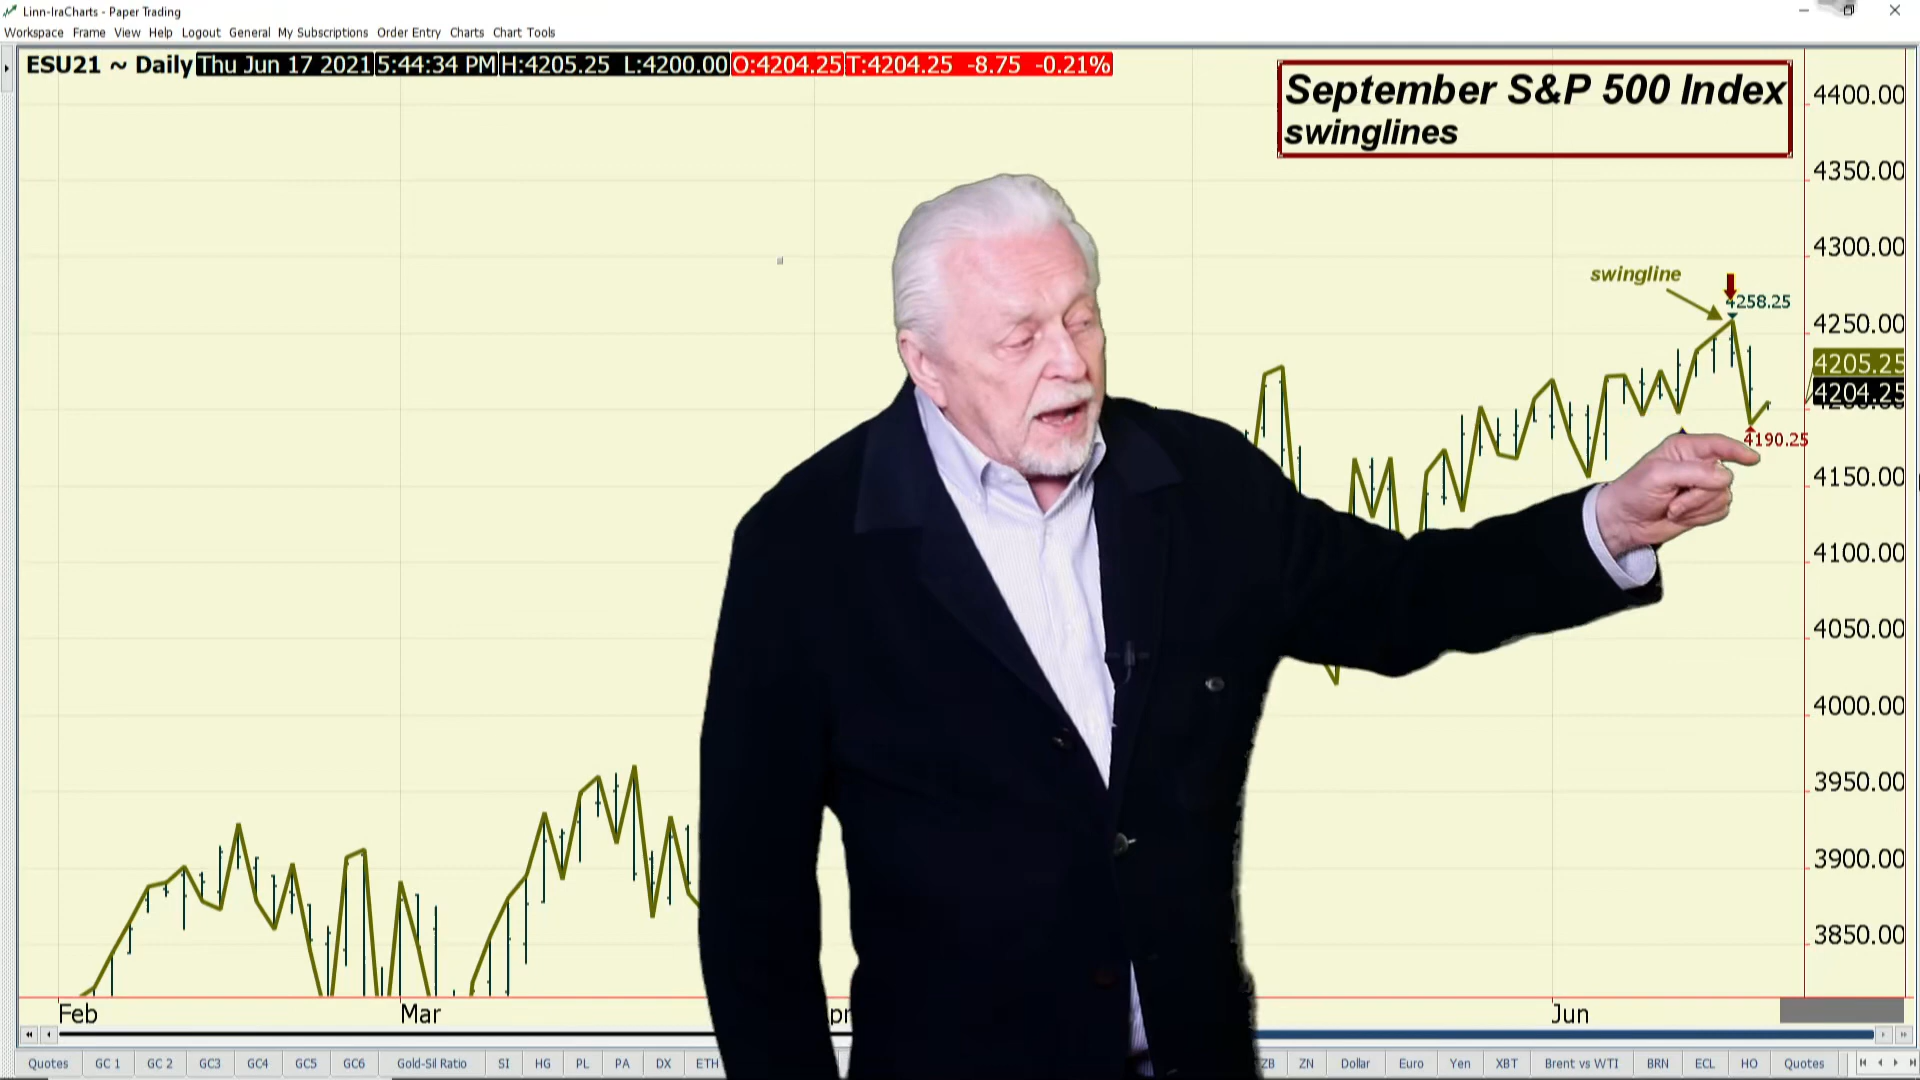 Linn-IraCharts - Paper Trading
Workspace Frame View Help Logout General My Subscriptions Order Entry Charts Chart Tools
ESU21 ~ Daily Thu Jun 17 2021 5:44:34 PM H:4205.25 L:4200.00 O:4204.25 T:4204.25 -8.75 -0.21%
September S&P 500 Index
swinglines
4400.00
4350.00
4300.00
swingline
4258.25
4250.00
4205.25
4204.25
4190.25
4150.00
4100.00
4050.00
4000.00
3950.00
3900.00
3850.00
Feb Mar Jun
Quotes GC 1 GC 2 GC3 GC4 GC5 GC6 Gold-Sil Ratio SI HG PL PA DX ETH ZB ZN Dollar Euro Yen XBT Brent vs WTI BRN ECL HO Quotes